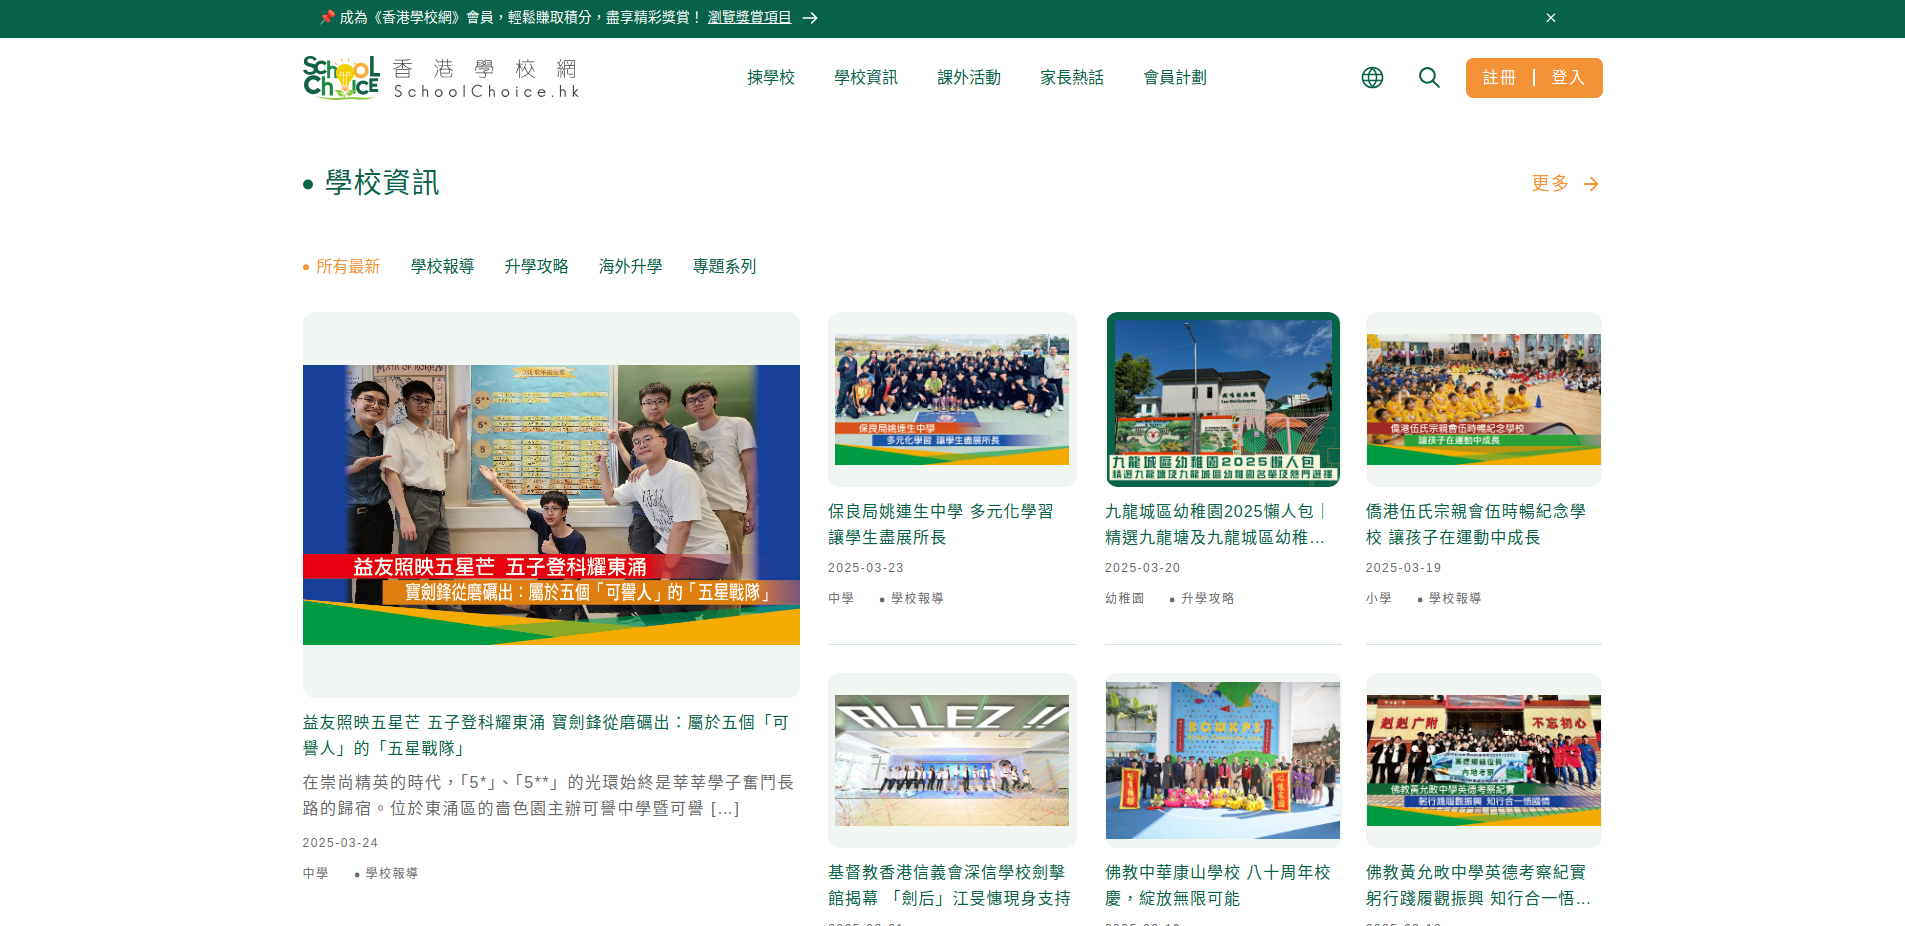 📌 成為《香港學校網》會員，輕鬆賺取積分，盡享精彩獎賞！ 瀏覽獎賞項目
SchooL
ChoicE
香港學校網
SchoolChoice.hk
揀學校 學校資訊 課外活動 家長熱話 會員計劃
註冊 | 登入
學校資訊
更多
所有最新 學校報導 升學攻略 海外升學 專題系列
5**
5*
5
益友照映五星芒 五子登科耀東涌
寶劍鋒從磨礪出：屬於五個「可譽人」的「五星戰隊」
益友照映五星芒 五子登科耀東涌 寶劍鋒從磨礪出：屬於五個「可
譽人」的「五星戰隊」
在崇尚精英的時代，「5*」、「5**」的光環始終是莘莘學子奮鬥長
路的歸宿。位於東涌區的嗇色園主辦可譽中學暨可譽 […]
2025-03-24
中學 • 學校報導
保良局姚連生中學
多元化學習 讓學生盡展所長
保良局姚連生中學 多元化學習
讓學生盡展所長
2025-03-23
中學 • 學校報導
九龍城區幼稚園2025懶人包
精選九龍塘及九龍城區幼稚園名單及熱門選擇
九龍城區幼稚園2025懶人包｜
精選九龍塘及九龍城區幼稚…
2025-03-20
幼稚園 • 升學攻略
僑港伍氏宗親會伍時暢紀念學校
讓孩子在運動中成長
僑港伍氏宗親會伍時暢紀念學
校 讓孩子在運動中成長
2025-03-19
小學 • 學校報導
ALLEZ !!
基督教香港信義會深信學校劍擊
館揭幕 「劍后」江旻憓現身支持
BCWKPS
佛教中華康山學校 八十周年校
慶，綻放無限可能
不忘初心
英德鄉鎮復興
內地考察
佛教黃允畋中學英德考察紀實
躬行踐履觀振興 知行合一悟國情
佛教黃允畋中學英德考察紀實
躬行踐履觀振興 知行合一悟…